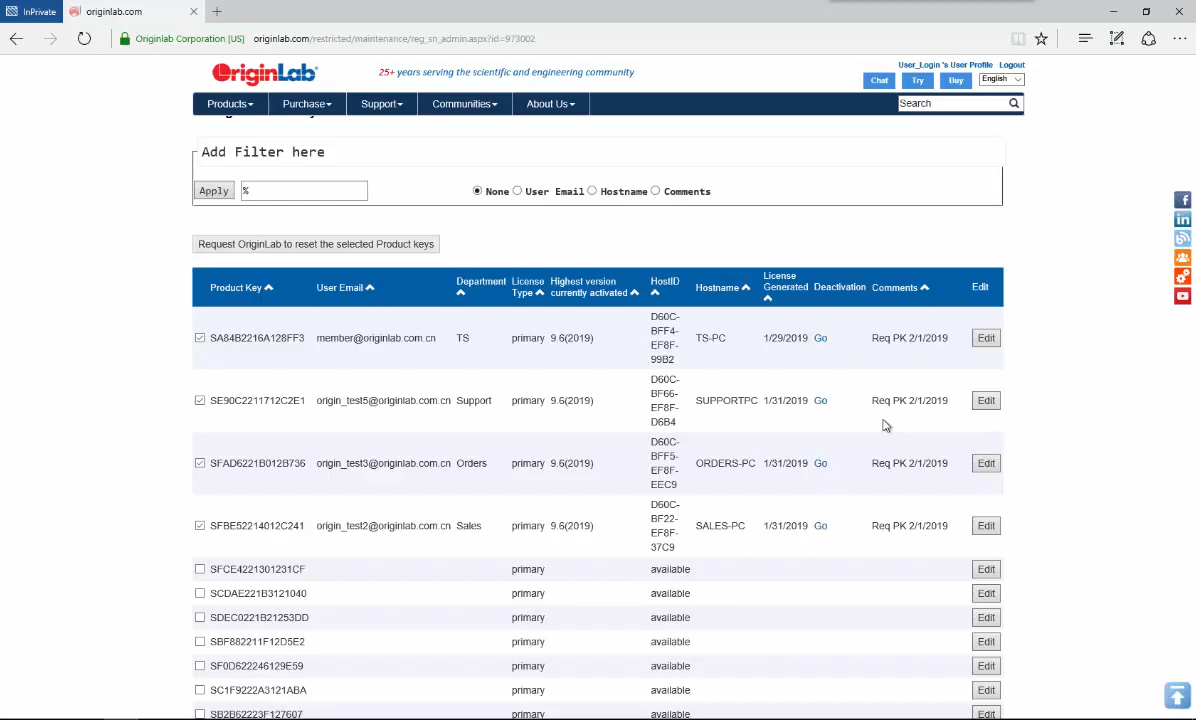 InPrivate originlab.com
Originlab Corporation [US] originlab.com/restricted/maintenance/reg_sn_admin.aspx?id=973002
OriginLab 25+ years serving the scientific and engineering community
User_Login 's User Profile Logout
Chat Try Buy English
Products Purchase Support Communities About Us Search
Add Filter here
Apply % None User Email Hostname Comments
Request OriginLab to reset the selected Product keys
Product Key User Email Department License Type Highest version currently activated HostID Hostname License Generated Deactivation Comments Edit
SA84B2216A128FF3 member@originlab.com.cn TS primary 9.6(2019) D60C-BFF4-EF8F-99B2 TS-PC 1/29/2019 Go Req PK 2/1/2019 Edit
SE90C2211712C2E1 origin_test5@originlab.com.cn Support primary 9.6(2019) D60C-BF66-EF8F-D6B4 SUPPORTPC 1/31/2019 Go Req PK 2/1/2019 Edit
SFAD6221B012B736 origin_test3@originlab.com.cn Orders primary 9.6(2019) D60C-BFF5-EF8F-EEC9 ORDERS-PC 1/31/2019 Go Req PK 2/1/2019 Edit
SFBE52214012C241 origin_test2@originlab.com.cn Sales primary 9.6(2019) D60C-BF22-EF8F-37C9 SALES-PC 1/31/2019 Go Req PK 2/1/2019 Edit
SFCE4221301231CF primary available Edit
SCDAE221B3121040 primary available Edit
SDEC0221B21253DD primary available Edit
SBF882211F12D5E2 primary available Edit
SF0D622246129E59 primary available Edit
SC1F9222A3121ABA primary available Edit
SB2B62223F127607 primary available Edit